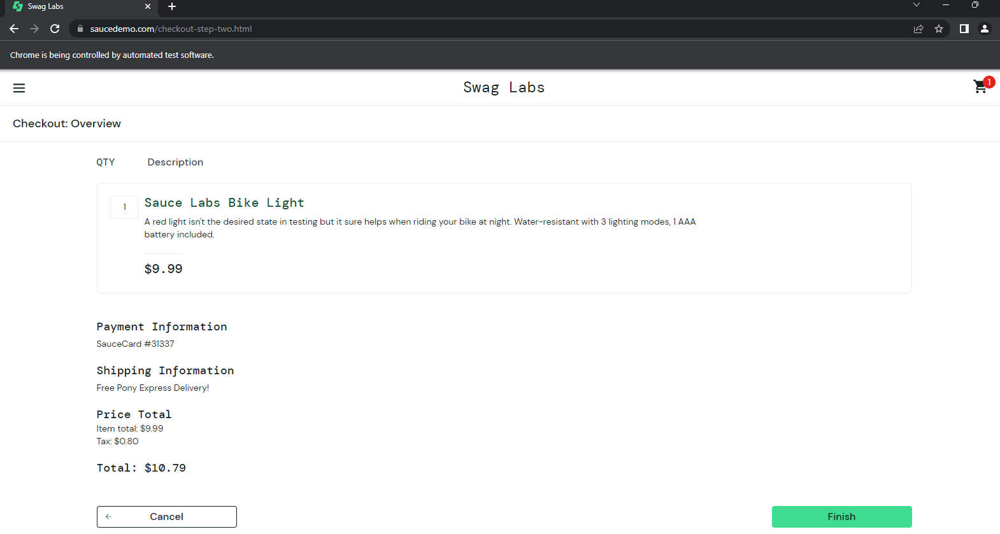 Swag Labs
saucedemo.com/checkout-step-two.html
Chrome is being controlled by automated test software.
Swag Labs
1
Checkout: Overview
QTY Description
1
Sauce Labs Bike Light
A red light isn't the desired state in testing but it sure helps when riding your bike at night. Water-resistant with 3 lighting modes, 1 AAA
battery included.
$9.99
Payment Information
SauceCard #31337
Shipping Information
Free Pony Express Delivery!
Price Total
Item total: $9.99
Tax: $0.80
Total: $10.79
Cancel
Finish